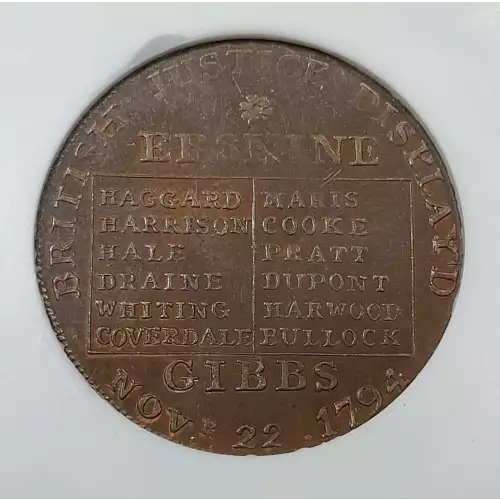 BRITISH JUSTICE DISPLAYD
ERSKINE
HAGGARD MARIS
HARRISON COOKE
HALE PRATT
DRAINE DUPONT
WHITING HARWOOD
COVERDALE BULLOCK
GIBBS
NOVR 22 . 1794